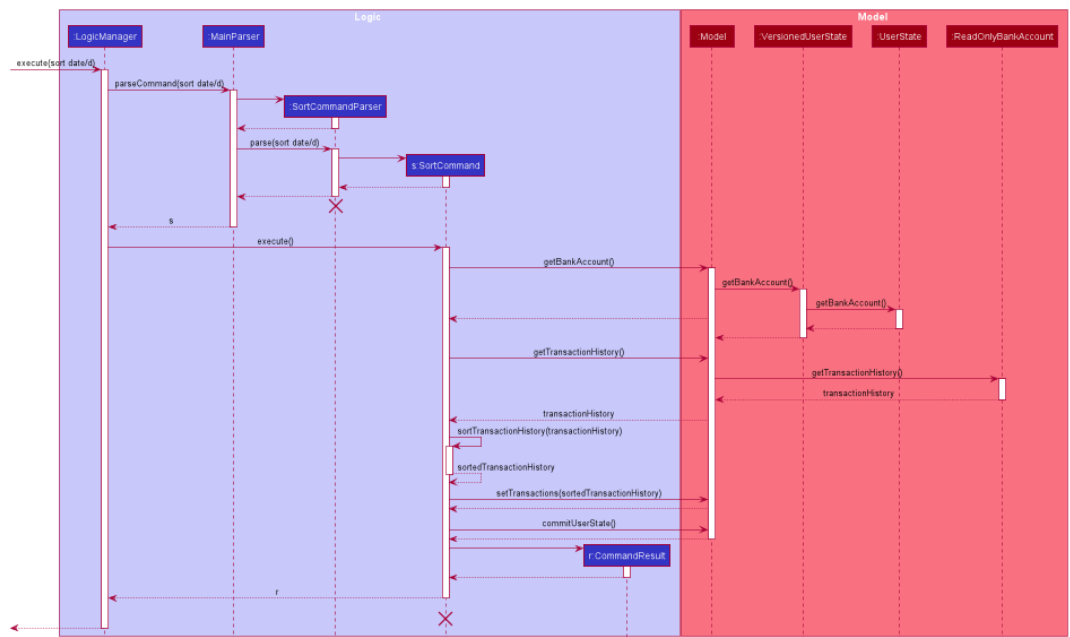 Logic
Model
:LogicManager
:MainParser
:Model
:VersionedUserState
:UserState
:ReadOnlyBankAccount
execute(sort date/d)
parseCommand(sort date/d)
:SortCommandParser
parse(sort date/d)
s:SortCommand
s
execute()
getBankAccount()
getBankAccount()
getBankAccount()
getTransactionHistory()
getTransactionHistory()
transactionHistory
transactionHistory
sortTransactionHistory(transactionHistory)
sortedTransactionHistory
setTransactions(sortedTransactionHistory)
commitUserState()
r:CommandResult
r